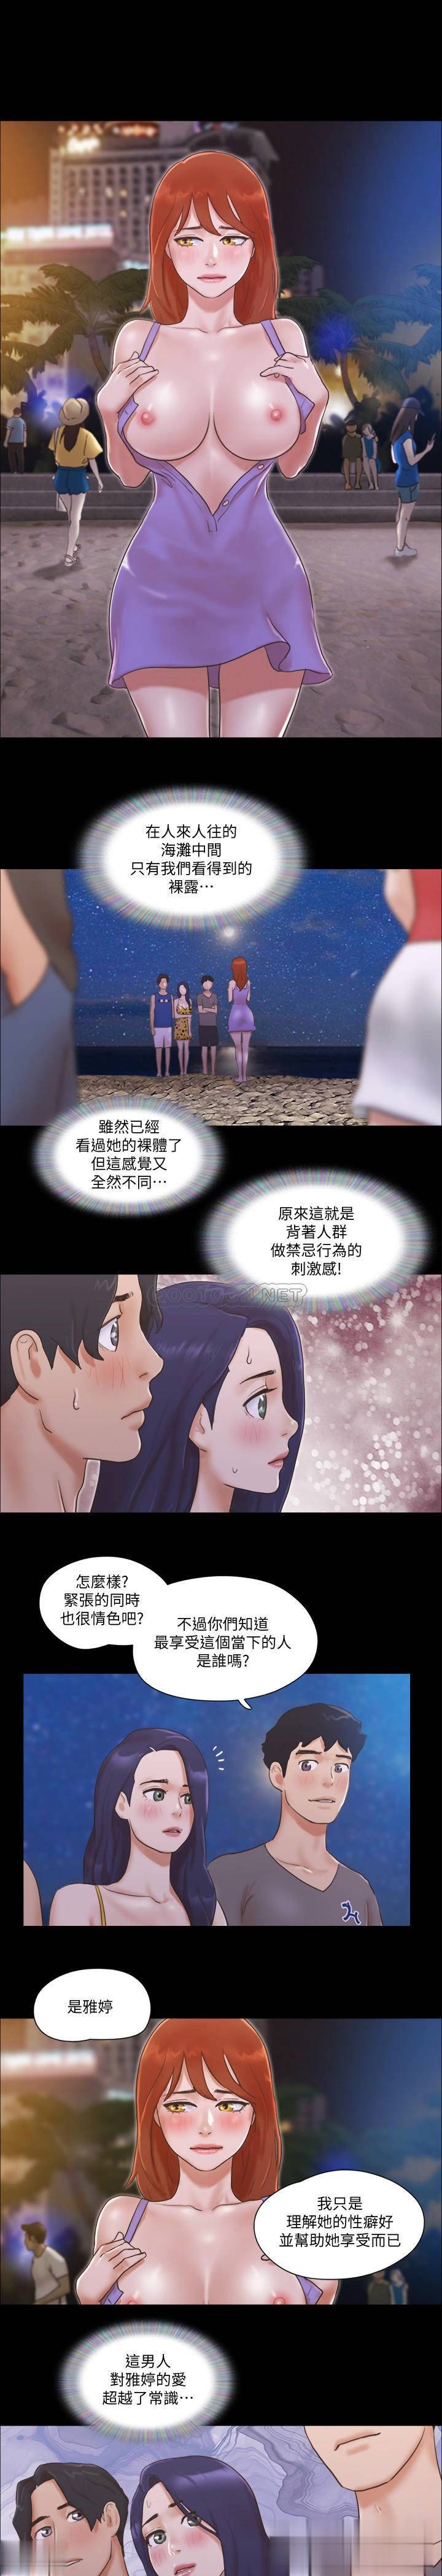 在人來人往的
海灘中間
只有我們看得到的
裸露⋯
雖然已經
看過她的裸體了
但這感覺又
全然不同⋯
原來這就是
背著人群
做禁忌行為的
刺激感!
怎麼樣?
緊張的同時
也很情色吧?
不過你們知道
最享受這個當下的人
是誰嗎?
是雅婷
我只是
理解她的性癖好
並幫助她享受而已
這男人
對雅婷的愛
超越了常識⋯